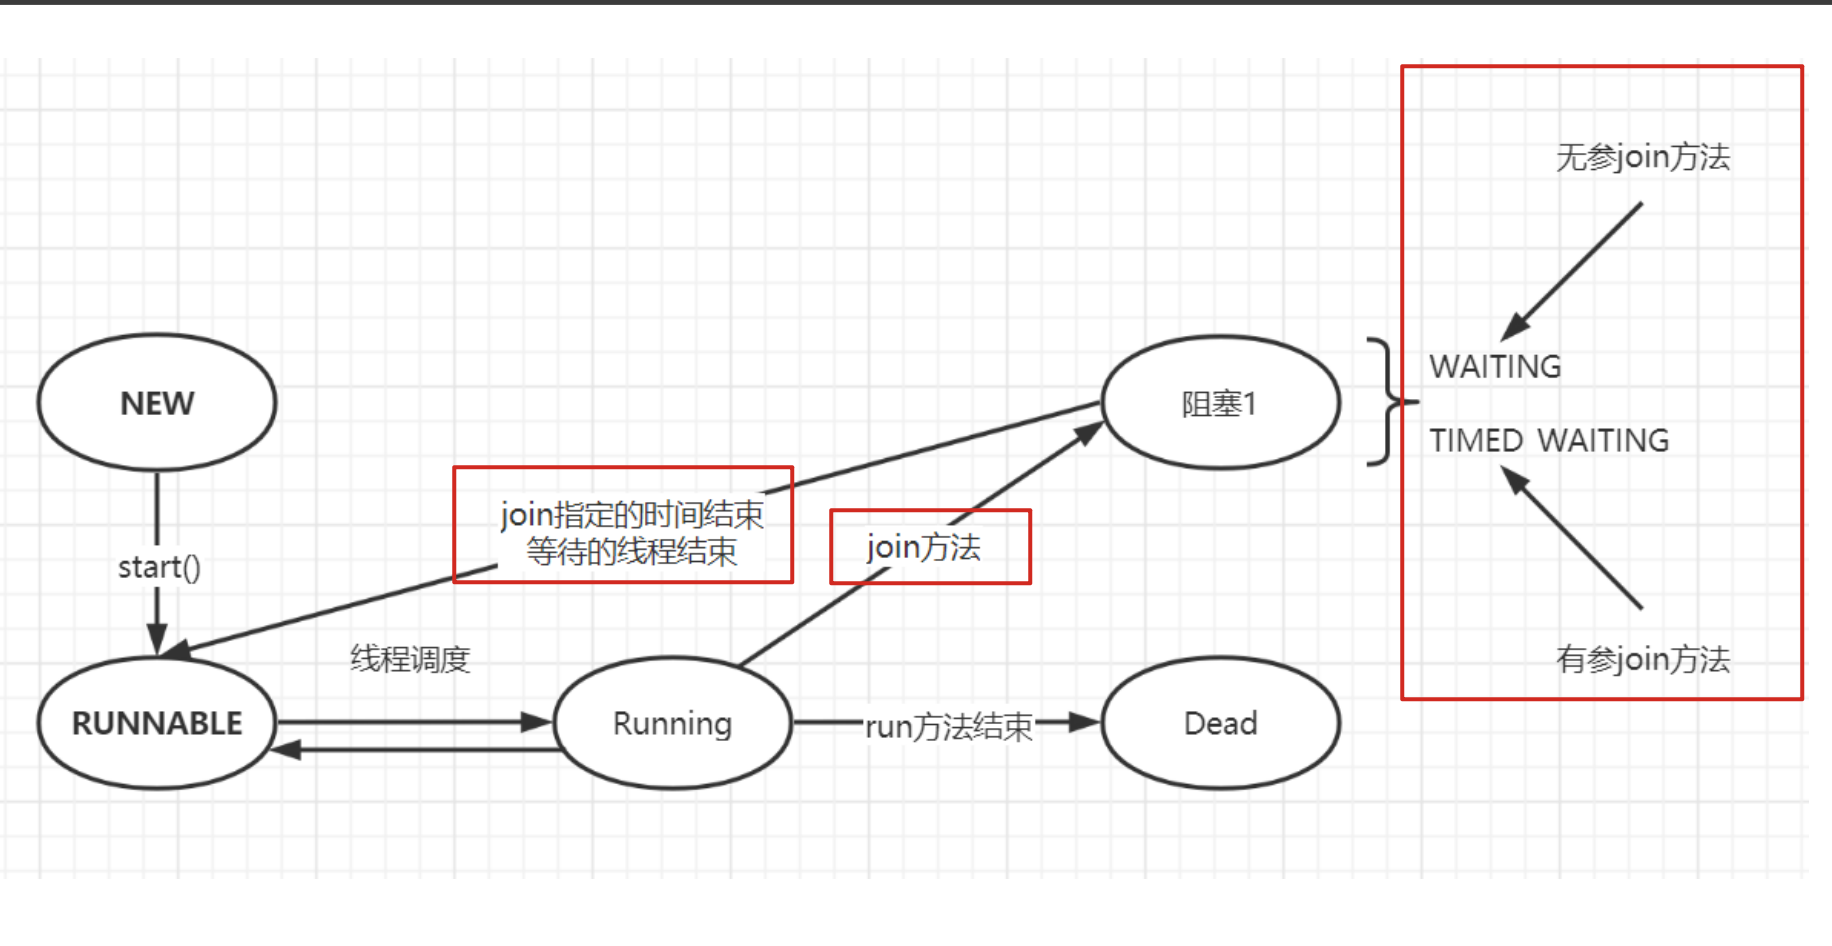 无参join方法
WAITING
NEW
阻塞1
TIMED WAITING
join指定的时间结束
等待的线程结束
join方法
start()
线程调度
有参join方法
RUNNABLE
Running
run方法结束
Dead